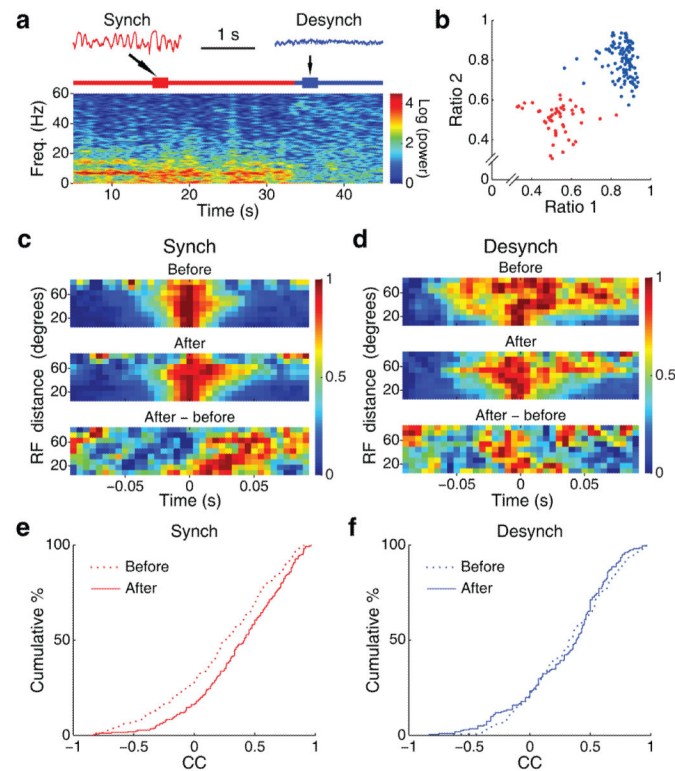 a
Synch
1 s
Desynch
Freq. (Hz)
60
40
20
0
10
20
30
40
Time (s)
4
3
2
1
0
Log (power)
b
Ratio 2
1
0.8
0.6
0.4
0
0
0.4
0.6
0.8
1
Ratio 1
c
Synch
Before
60
20
After
60
20
After – before
60
20
RF distance (degrees)
−0.05
0
0.05
Time (s)
1
0.5
0
d
Desynch
Before
60
20
After
60
20
After – before
60
20
RF distance (degrees)
−0.05
0
0.05
Time (s)
1
0.5
0
e
Synch
Before
After
Cumulative %
100
50
0
−1
−0.5
0
0.5
1
CC
f
Desynch
Before
After
Cumulative %
100
50
0
−1
−0.5
0
0.5
1
CC